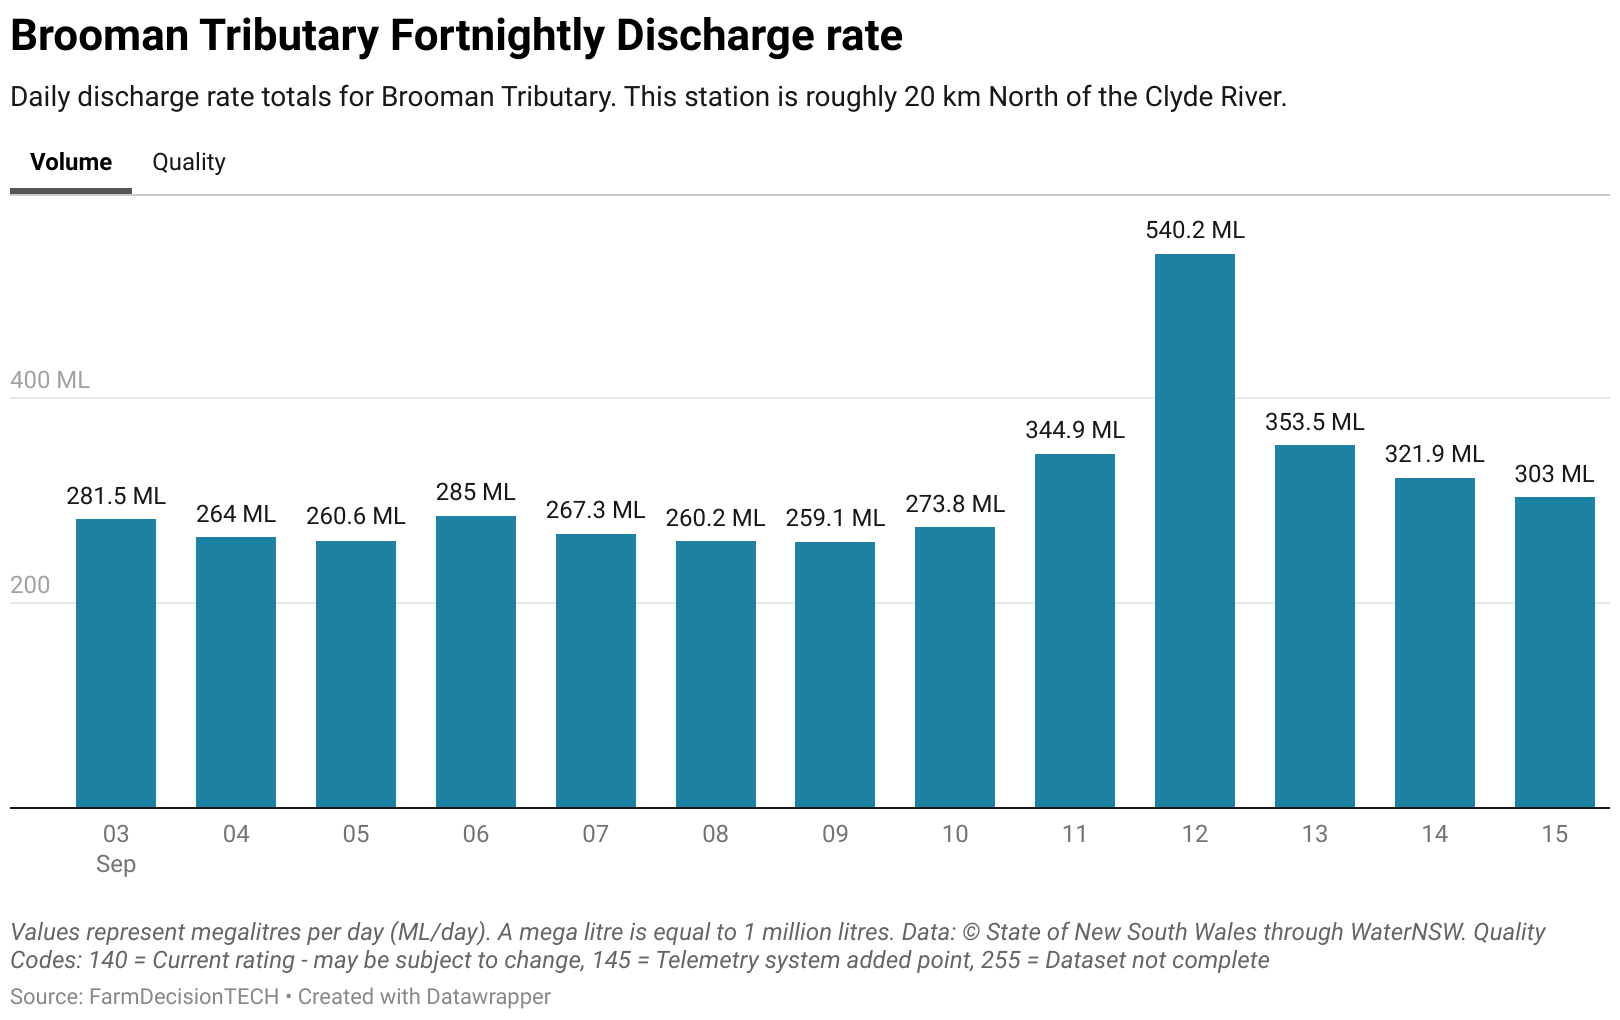 Brooman Tributary Fortnightly Discharge rate
Daily discharge rate totals for Brooman Tributary. This station is roughly 20 km North of the Clyde River.
Volume Quality
540.2 ML
400 ML
353.5 ML
344.9 ML
321.9 ML
303 ML
285 ML
281.5 ML
273.8 ML
267.3 ML
264 ML
260.6 ML
260.2 ML
259.1 ML
200
03 04 05 06 07 08 09 10 11 12 13 14 15
Sep
Values represent megalitres per day (ML/day). A mega litre is equal to 1 million litres. Data: © State of New South Wales through WaterNSW. Quality
Codes: 140 = Current rating - may be subject to change, 145 = Telemetry system added point, 255 = Dataset not complete
Source: FarmDecisionTECH • Created with Datawrapper